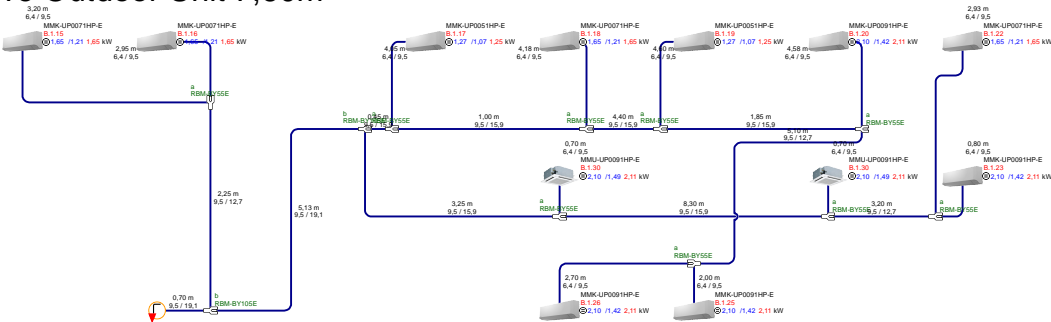 3,20 m
6,4 / 9,5
MMK-UP0071HP-E
B.1.15
1,65 /1,21 1,65 kW
2,95 m
6,4 / 9,5
MMK-UP0071HP-E
B.1.16
/1,21 1,65 kW
MMK-UP0051HP-E
B.1.17
1,27 /1,07 1,25 kW
6,4 / 9,5
4,18 m
6,4 / 9,5
MMK-UP0071HP-E
B.1.18
1,65 /1,21 1,65 kW
6,4 / 9,5
MMK-UP0051HP-E
B.1.19
1,27 /1,07 1,25 kW
4,58 m
6,4 / 9,5
MMK-UP0091HP-E
B.1.20
2,10 /1,42 2,11 kW
2,93 m
6,4 / 9,5
MMK-UP0071HP-E
B.1.22
1,65 /1,21 1,65 kW
a
RBM-BY55E
b
a
RBM-BY55E
1,00 m
9,5 / 15,9
a
RBM-BY55E
4,40 m
9,5 / 15,9
a
RBM-BY55E
1,85 m
9,5 / 15,9
a
RBM-BY55E
5,10 m
9,5 / 12,7
0,70 m
6,4 / 9,5
MMU-UP0091HP-E
B.1.30
2,10 /1,49 2,11 kW
0,70 m
6,4 / 9,5
MMU-UP0091HP-E
B.1.30
2,10 /1,49 2,11 kW
0,80 m
6,4 / 9,5
MMK-UP0091HP-E
B.1.23
2,10 /1,42 2,11 kW
2,25 m
9,5 / 12,7
5,13 m
9,5 / 19,1
3,25 m
9,5 / 15,9
a
RBM-BY55E
8,30 m
9,5 / 15,9
a
RBM-BY55E
3,20 m
9,5 / 12,7
a
RBM-BY55E
a
RBM-BY55E
2,70 m
6,4 / 9,5
MMK-UP0091HP-E
B.1.26
2,10 /1,42 2,11 kW
2,00 m
6,4 / 9,5
MMK-UP0091HP-E
B.1.25
2,10 /1,42 2,11 kW
0,70 m
9,5 / 19,1
b
RBM-BY105E